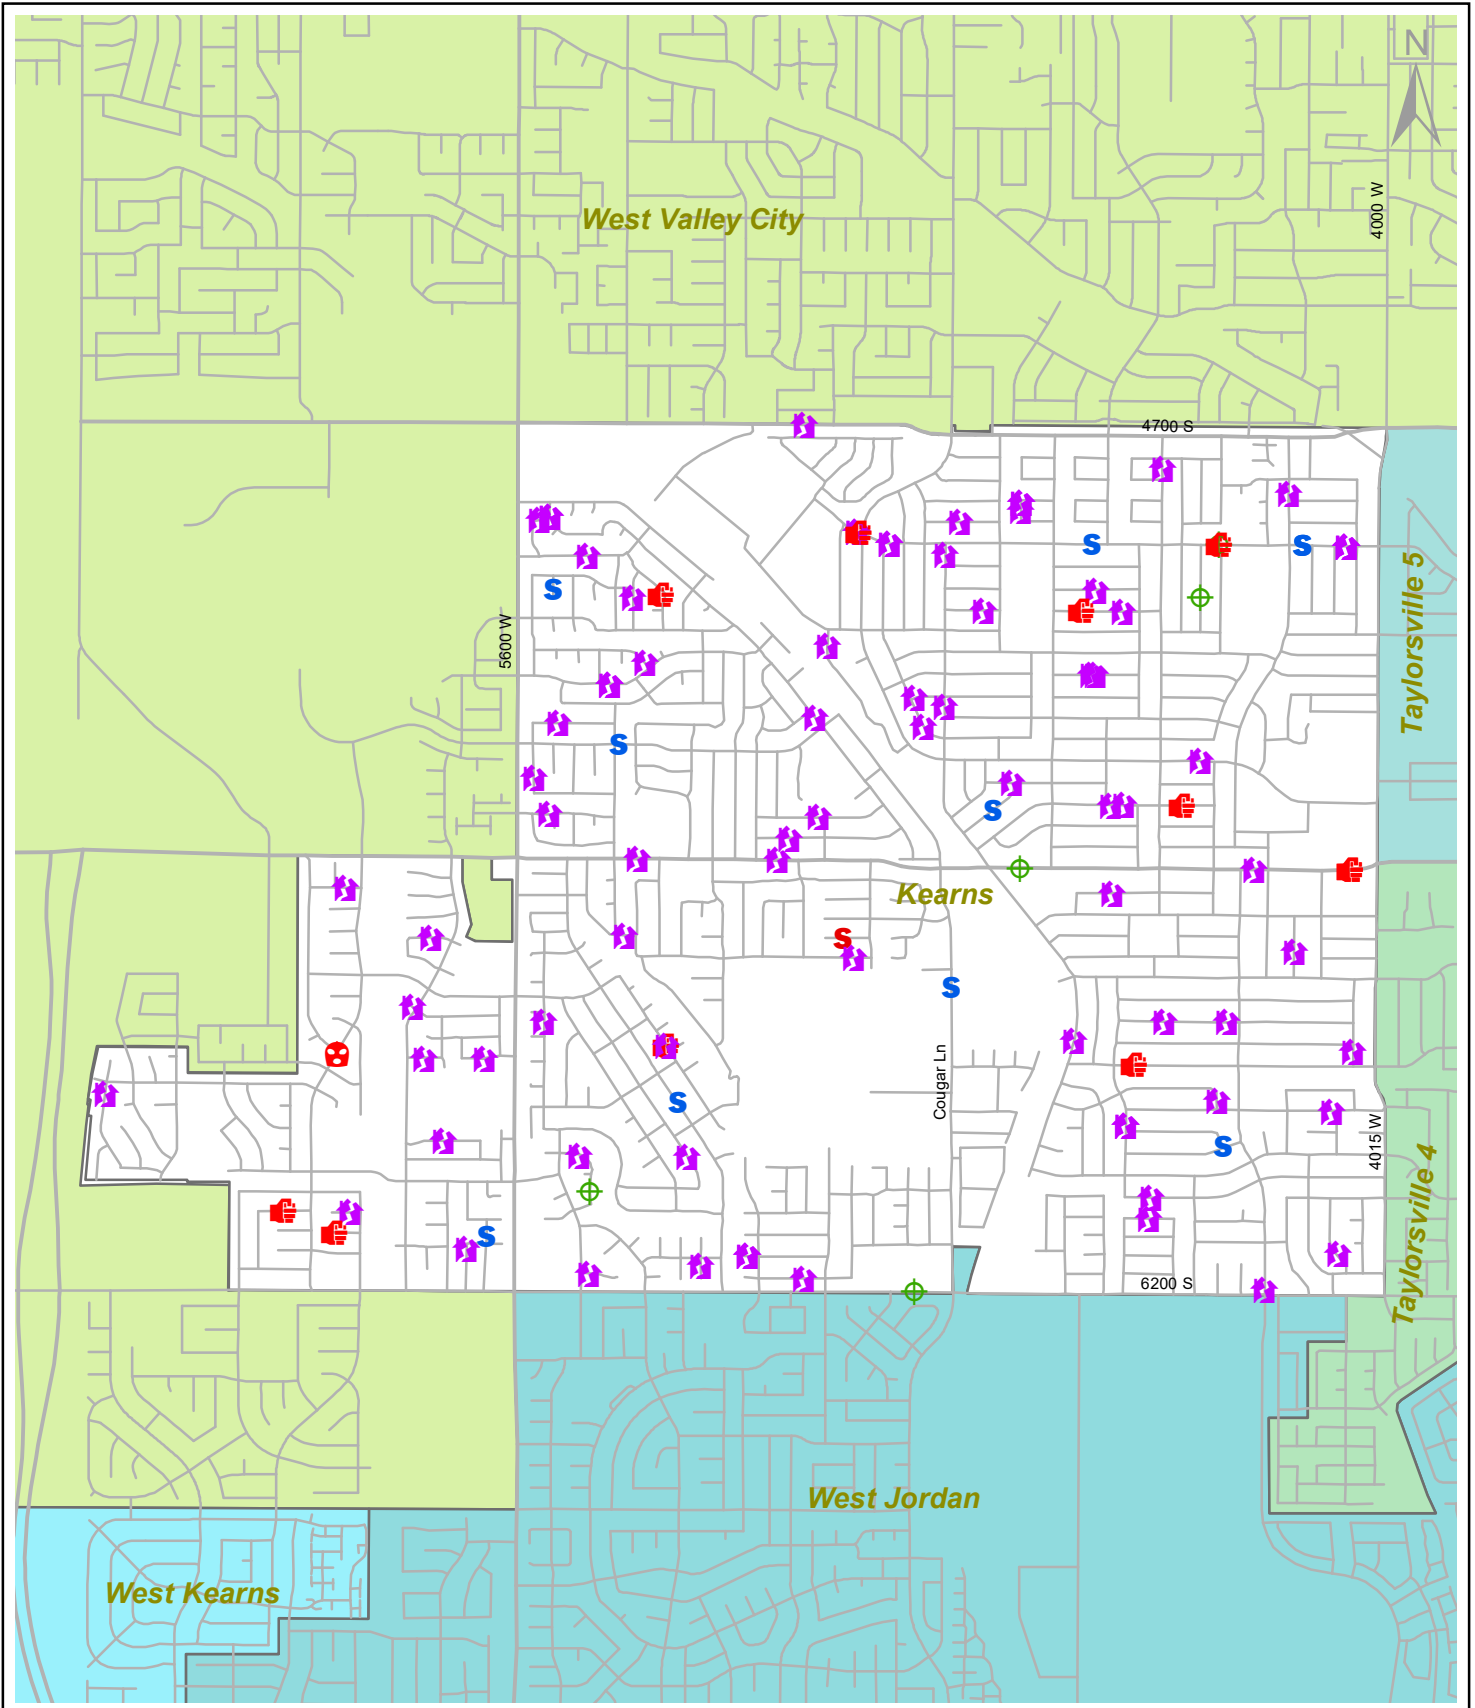 N
4000 W
West Valley City
4700 S
S
S
Taylorsville 5
S
5600 W
S
S
Kearns
S
S
Cougar Ln
S
4015 W
S
Taylorsville 4
S
6200 S
West Jordan
West Kearns